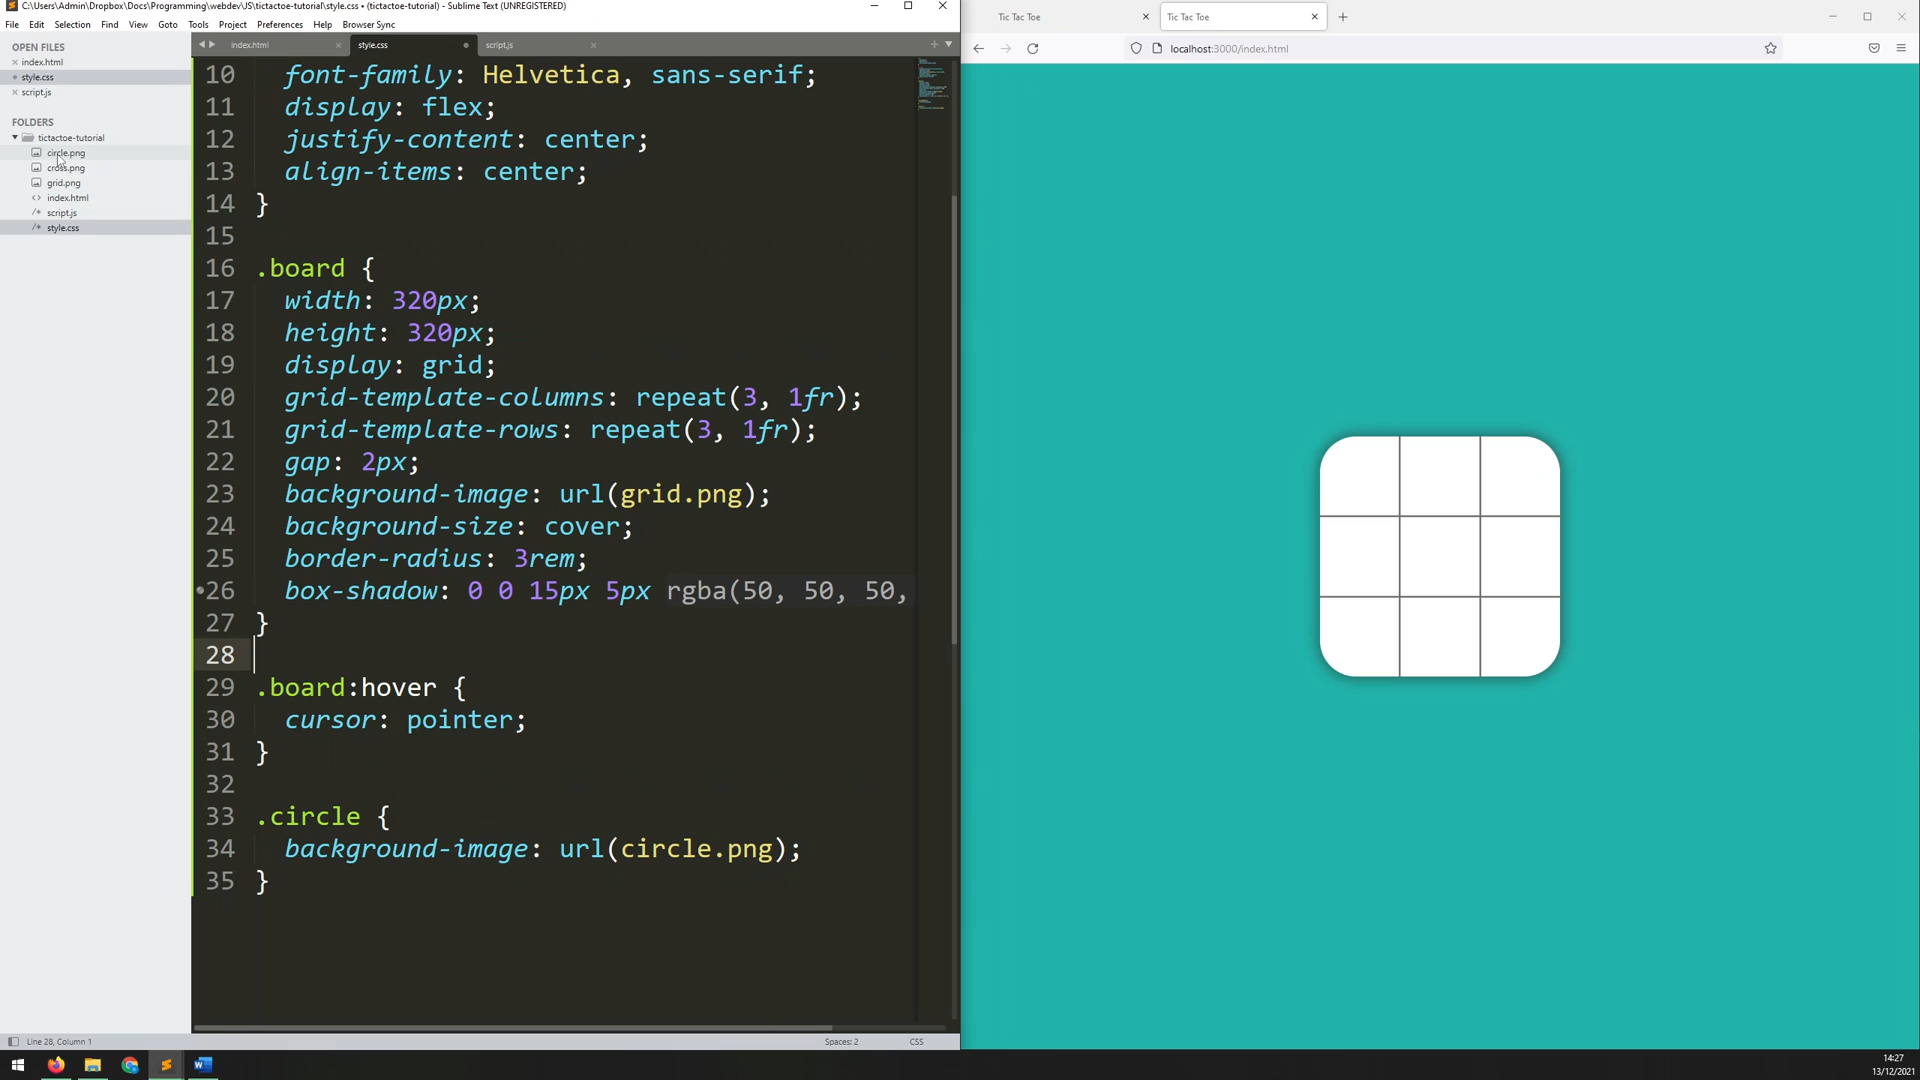 C:\Users\Admin\Dropbox\Docs\Programming\webdev\JS\tictactoe-tutorial\style.css • (tictactoe-tutorial) - Sublime Text (UNREGISTERED)
File Edit Selection Find View Goto Tools Project Preferences Help Browser Sync
OPEN FILES
index.html
style.css
script.js
FOLDERS
tictactoe-tutorial
circle.png
cross.png
grid.png
index.html
script.js
style.css
index.html style.css script.js
10 font-family: Helvetica, sans-serif;
11 display: flex;
12 justify-content: center;
13 align-items: center;
14 }
15
16 .board {
17 width: 320px;
18 height: 320px;
19 display: grid;
20 grid-template-columns: repeat(3, 1fr);
21 grid-template-rows: repeat(3, 1fr);
22 gap: 2px;
23 background-image: url(grid.png);
24 background-size: cover;
25 border-radius: 3rem;
26 box-shadow: 0 0 15px 5px rgba(50, 50, 50,
27 }
28
29 .board:hover {
30 cursor: pointer;
31 }
32
33 .circle {
34 background-image: url(circle.png);
35 }
Line 28, Column 1
Spaces: 2
CSS
Tic Tac Toe
Tic Tac Toe
localhost:3000/index.html
14:27
13/12/2021